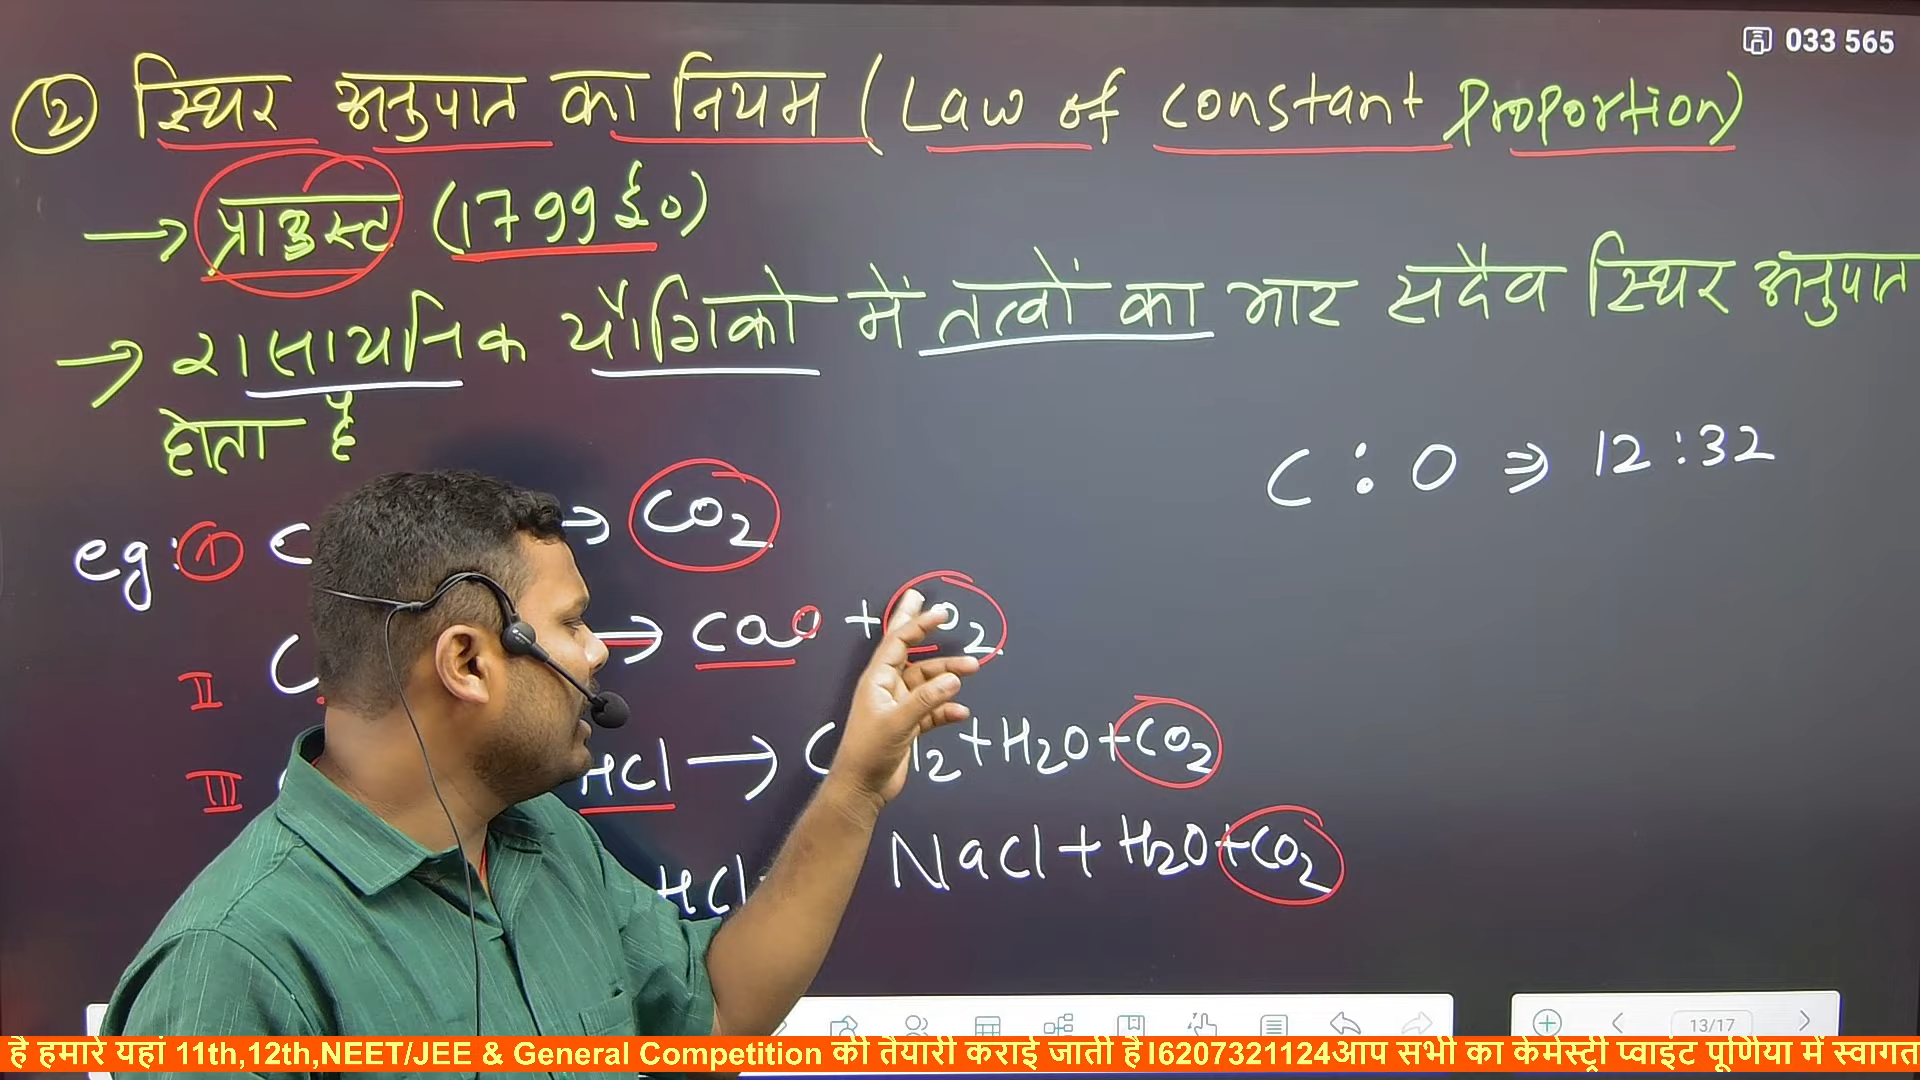 033 565
② स्थिर अनुपात का नियम (Law of constant Proportion)
→ प्राउस्ट (1799 ई०)
→ रासायनिक यौगिको में तत्वों का भार सदैव स्थिर अनुपात
होता है
C : O ⇒ 12 : 32
eg: ① C → CO2
II C → CaO + CO2
III HCl → C l2 + H2O + CO2
HCl NaCl + H2O + CO2
13/17
है हमारे यहां 11th,12th,NEET/JEE & General Competition की तैयारी कराई जाती है।6207321124आप सभी का केमेस्ट्री प्वाइंट पूर्णिया में स्वागत